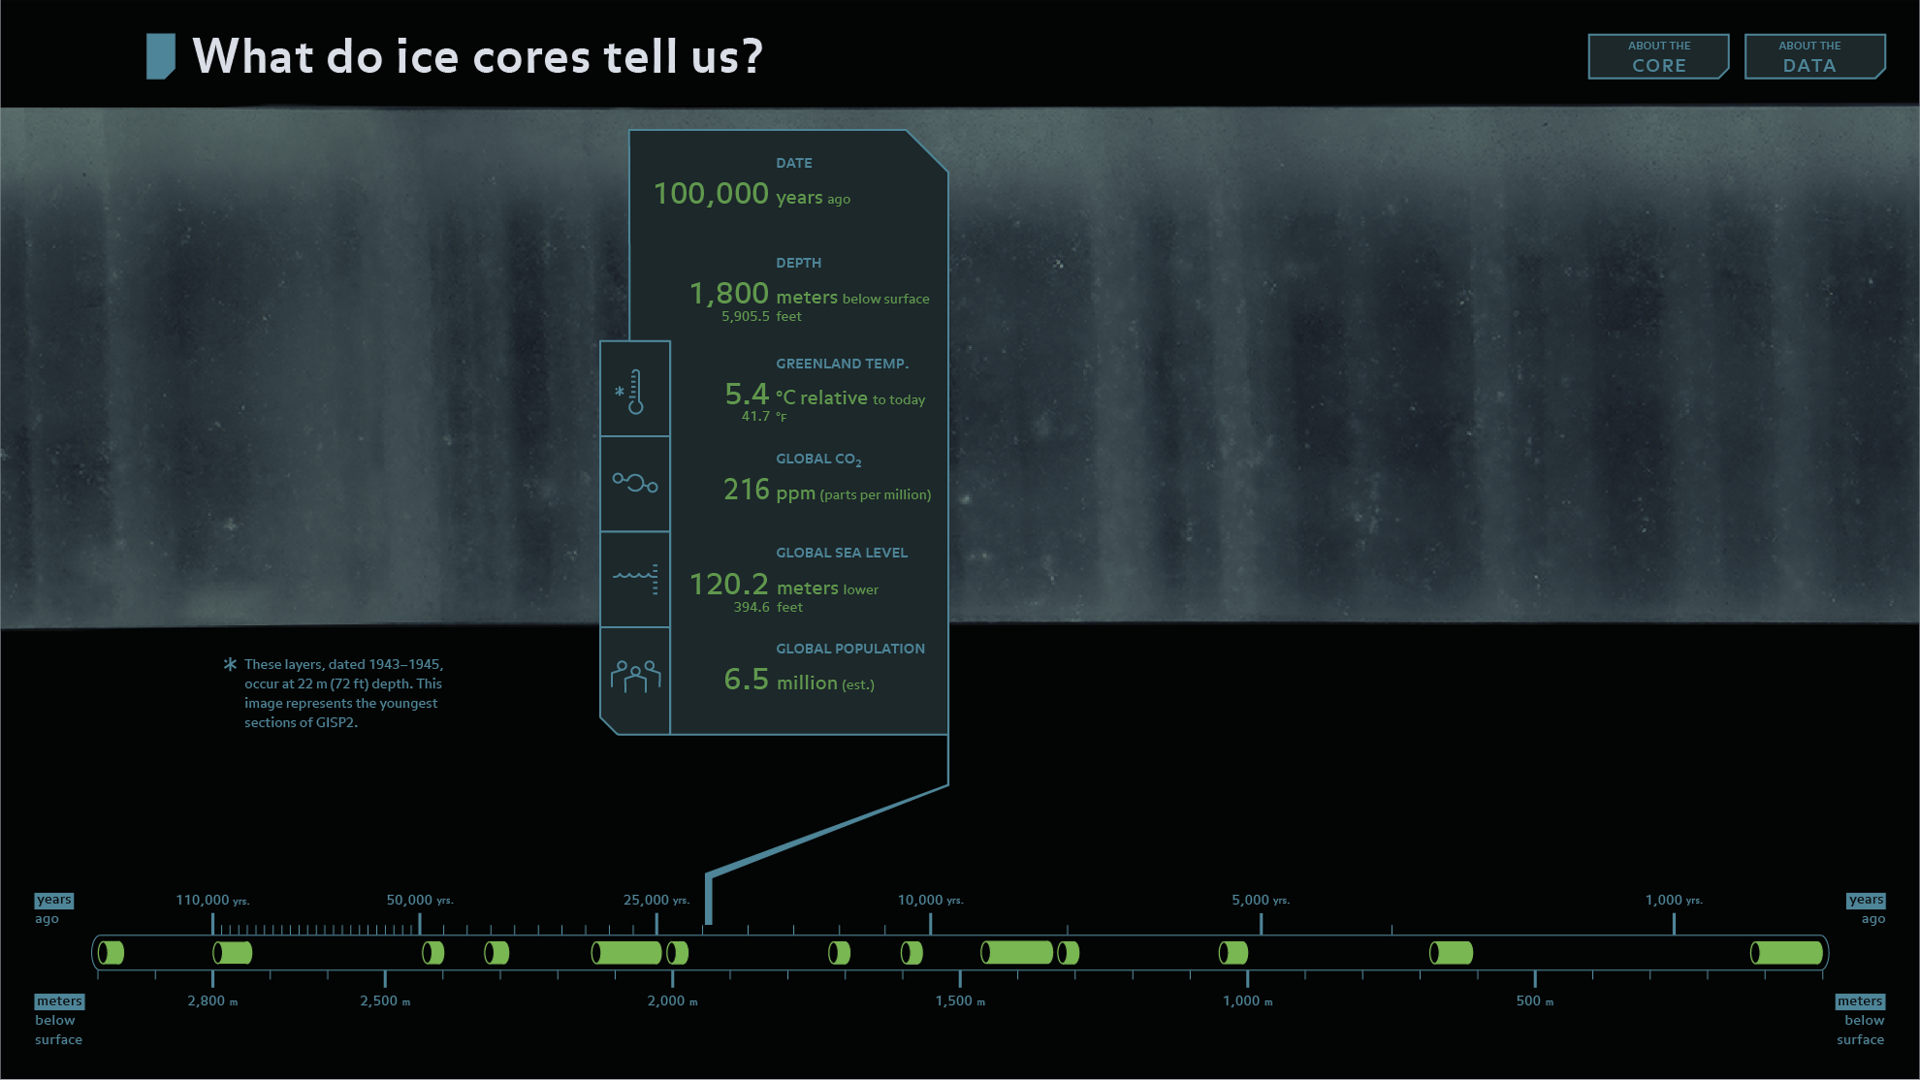 What do ice cores tell us?
ABOUT THE
CORE
ABOUT THE
DATA
DATE
100,000 years ago
DEPTH
1,800 meters below surface
5,905.5 feet
GREENLAND TEMP.
* 5.4 °C relative to today
41.7 °F
GLOBAL CO₂
216 ppm (parts per million)
GLOBAL SEA LEVEL
120.2 meters lower
394.6 feet
GLOBAL POPULATION
6.5 million (est.)
* These layers, dated 1943–1945,
occur at 22 m (72 ft) depth. This
image represents the youngest
sections of GISP2.
years
ago
110,000 yrs.
50,000 yrs.
25,000 yrs.
10,000 yrs.
5,000 yrs.
1,000 yrs.
years
ago
meters
below
surface
2,800 m
2,500 m
2,000 m
1,500 m
1,000 m
500 m
meters
below
surface